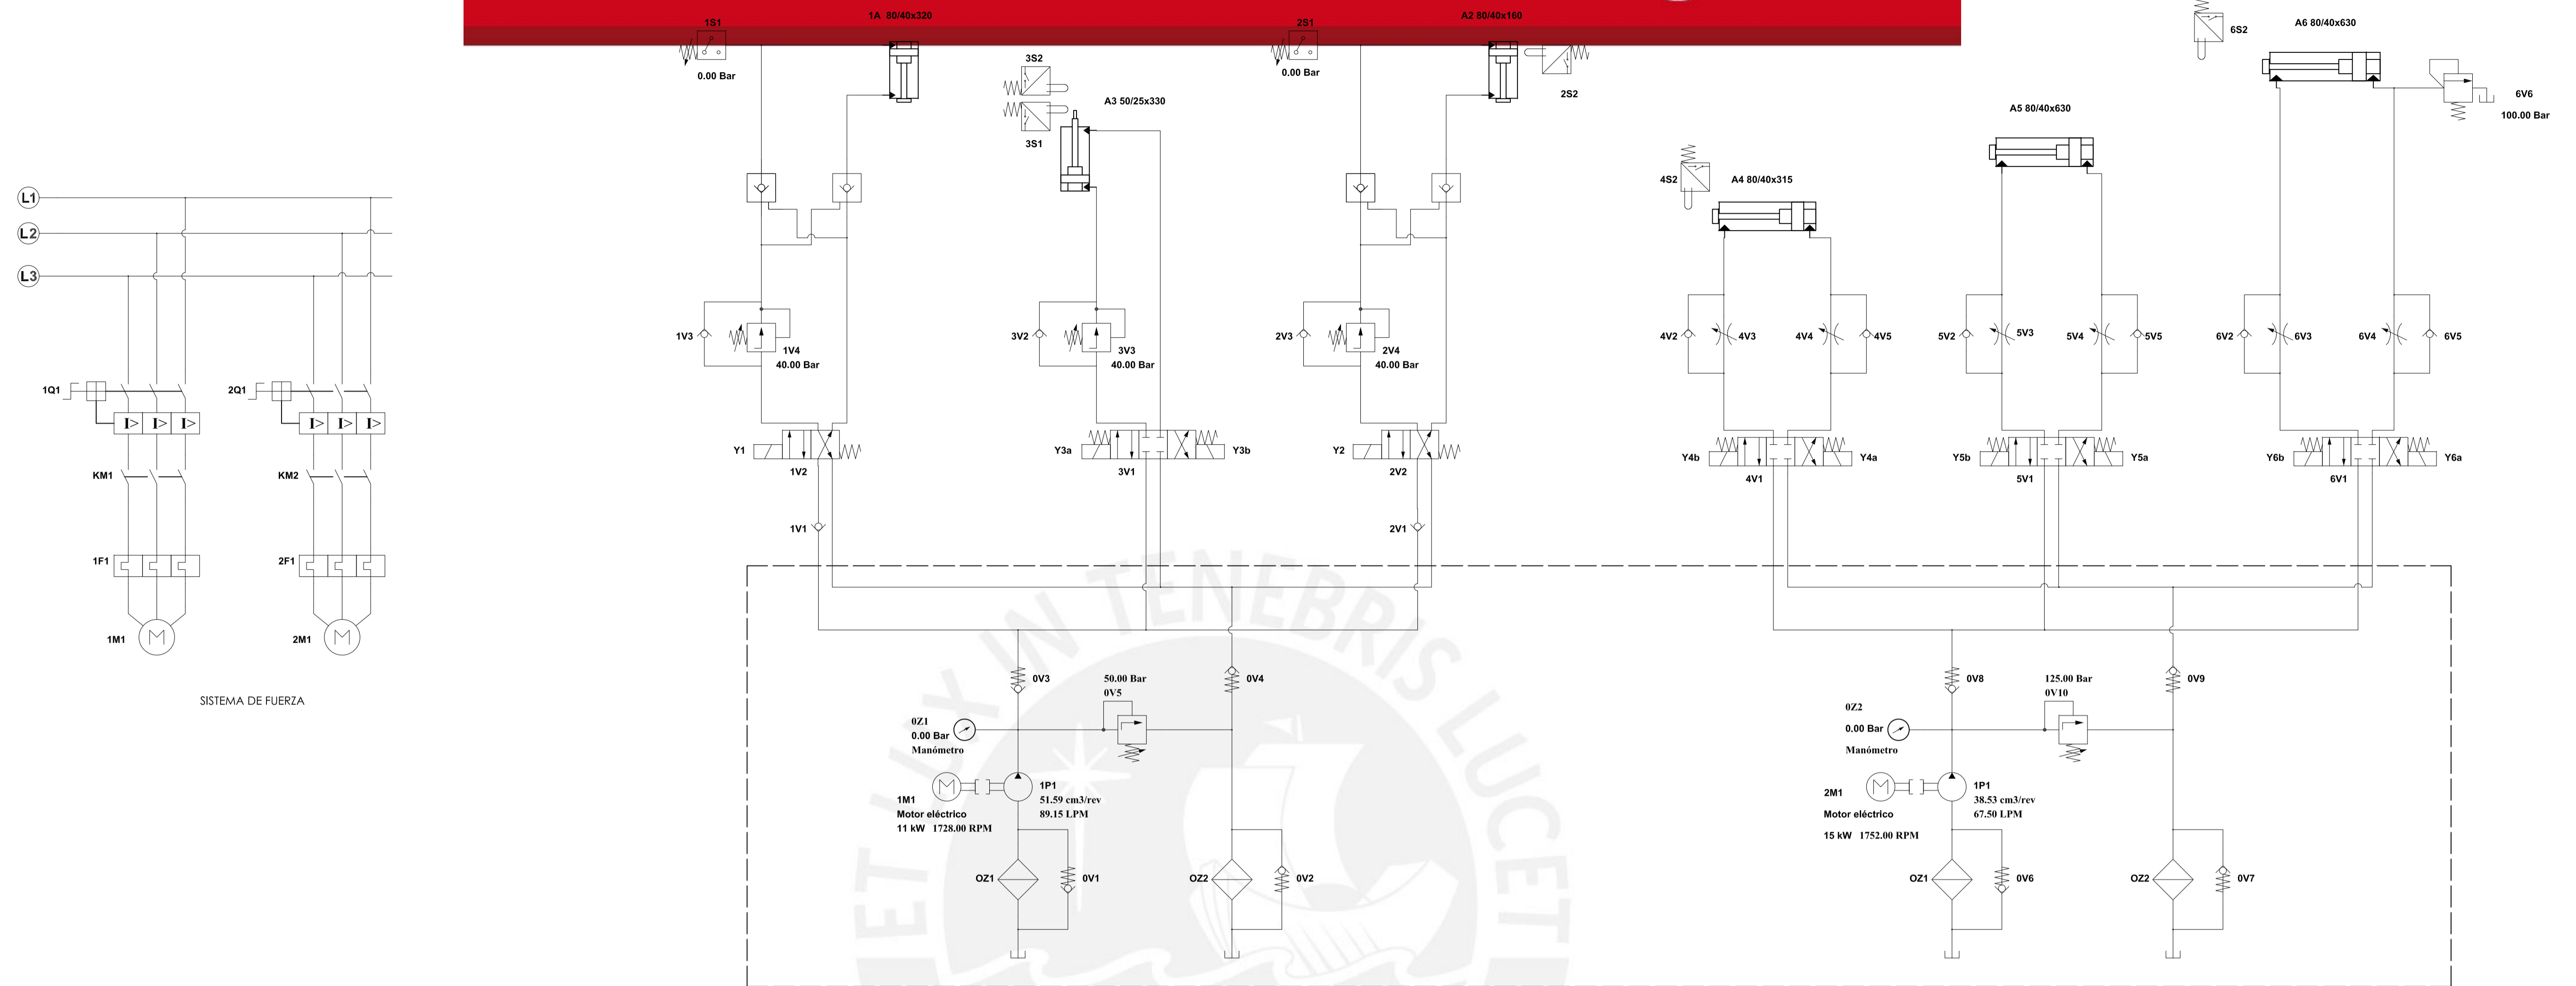 1S1
1A 80/40x320
2S1
A2 80/40x160
6S2
A6 80/40x630
0.00 Bar
3S2
0.00 Bar
2S2
A3 50/25x330
3S1
6V6
100.00 Bar
A5 80/40x630
4S2
A4 80/40x315
L1
L2
L3
1V3
1V4
40.00 Bar
3V2
3V3
40.00 Bar
2V3
2V4
40.00 Bar
4V2
4V3
4V4
4V5
5V2
5V3
5V4
5V5
6V2
6V3
6V4
6V5
1Q1
I> I> I>
2Q1
I> I> I>
Y1
1V2
Y3a
3V1
Y3b
Y2
2V2
Y4b
4V1
Y4a
Y5b
5V1
Y5a
Y6b
6V1
Y6a
KM1
KM2
1V1
2V1
1F1
2F1
1M1
M
2M1
M
SISTEMA DE FUERZA
ET LUX IN TENEBRIS LUCET
0V3
0V4
50.00 Bar
0V5
0Z1
0.00 Bar
Manómetro
M
1M1
Motor eléctrico
11 kW 1728.00 RPM
1P1
51.59 cm3/rev
89.15 LPM
OZ1
0V1
OZ2
0V2
0V8
0V9
125.00 Bar
0V10
0Z2
0.00 Bar
Manómetro
M
2M1
Motor eléctrico
15 kW 1752.00 RPM
1P1
38.53 cm3/rev
67.50 LPM
OZ1
0V6
OZ2
0V7